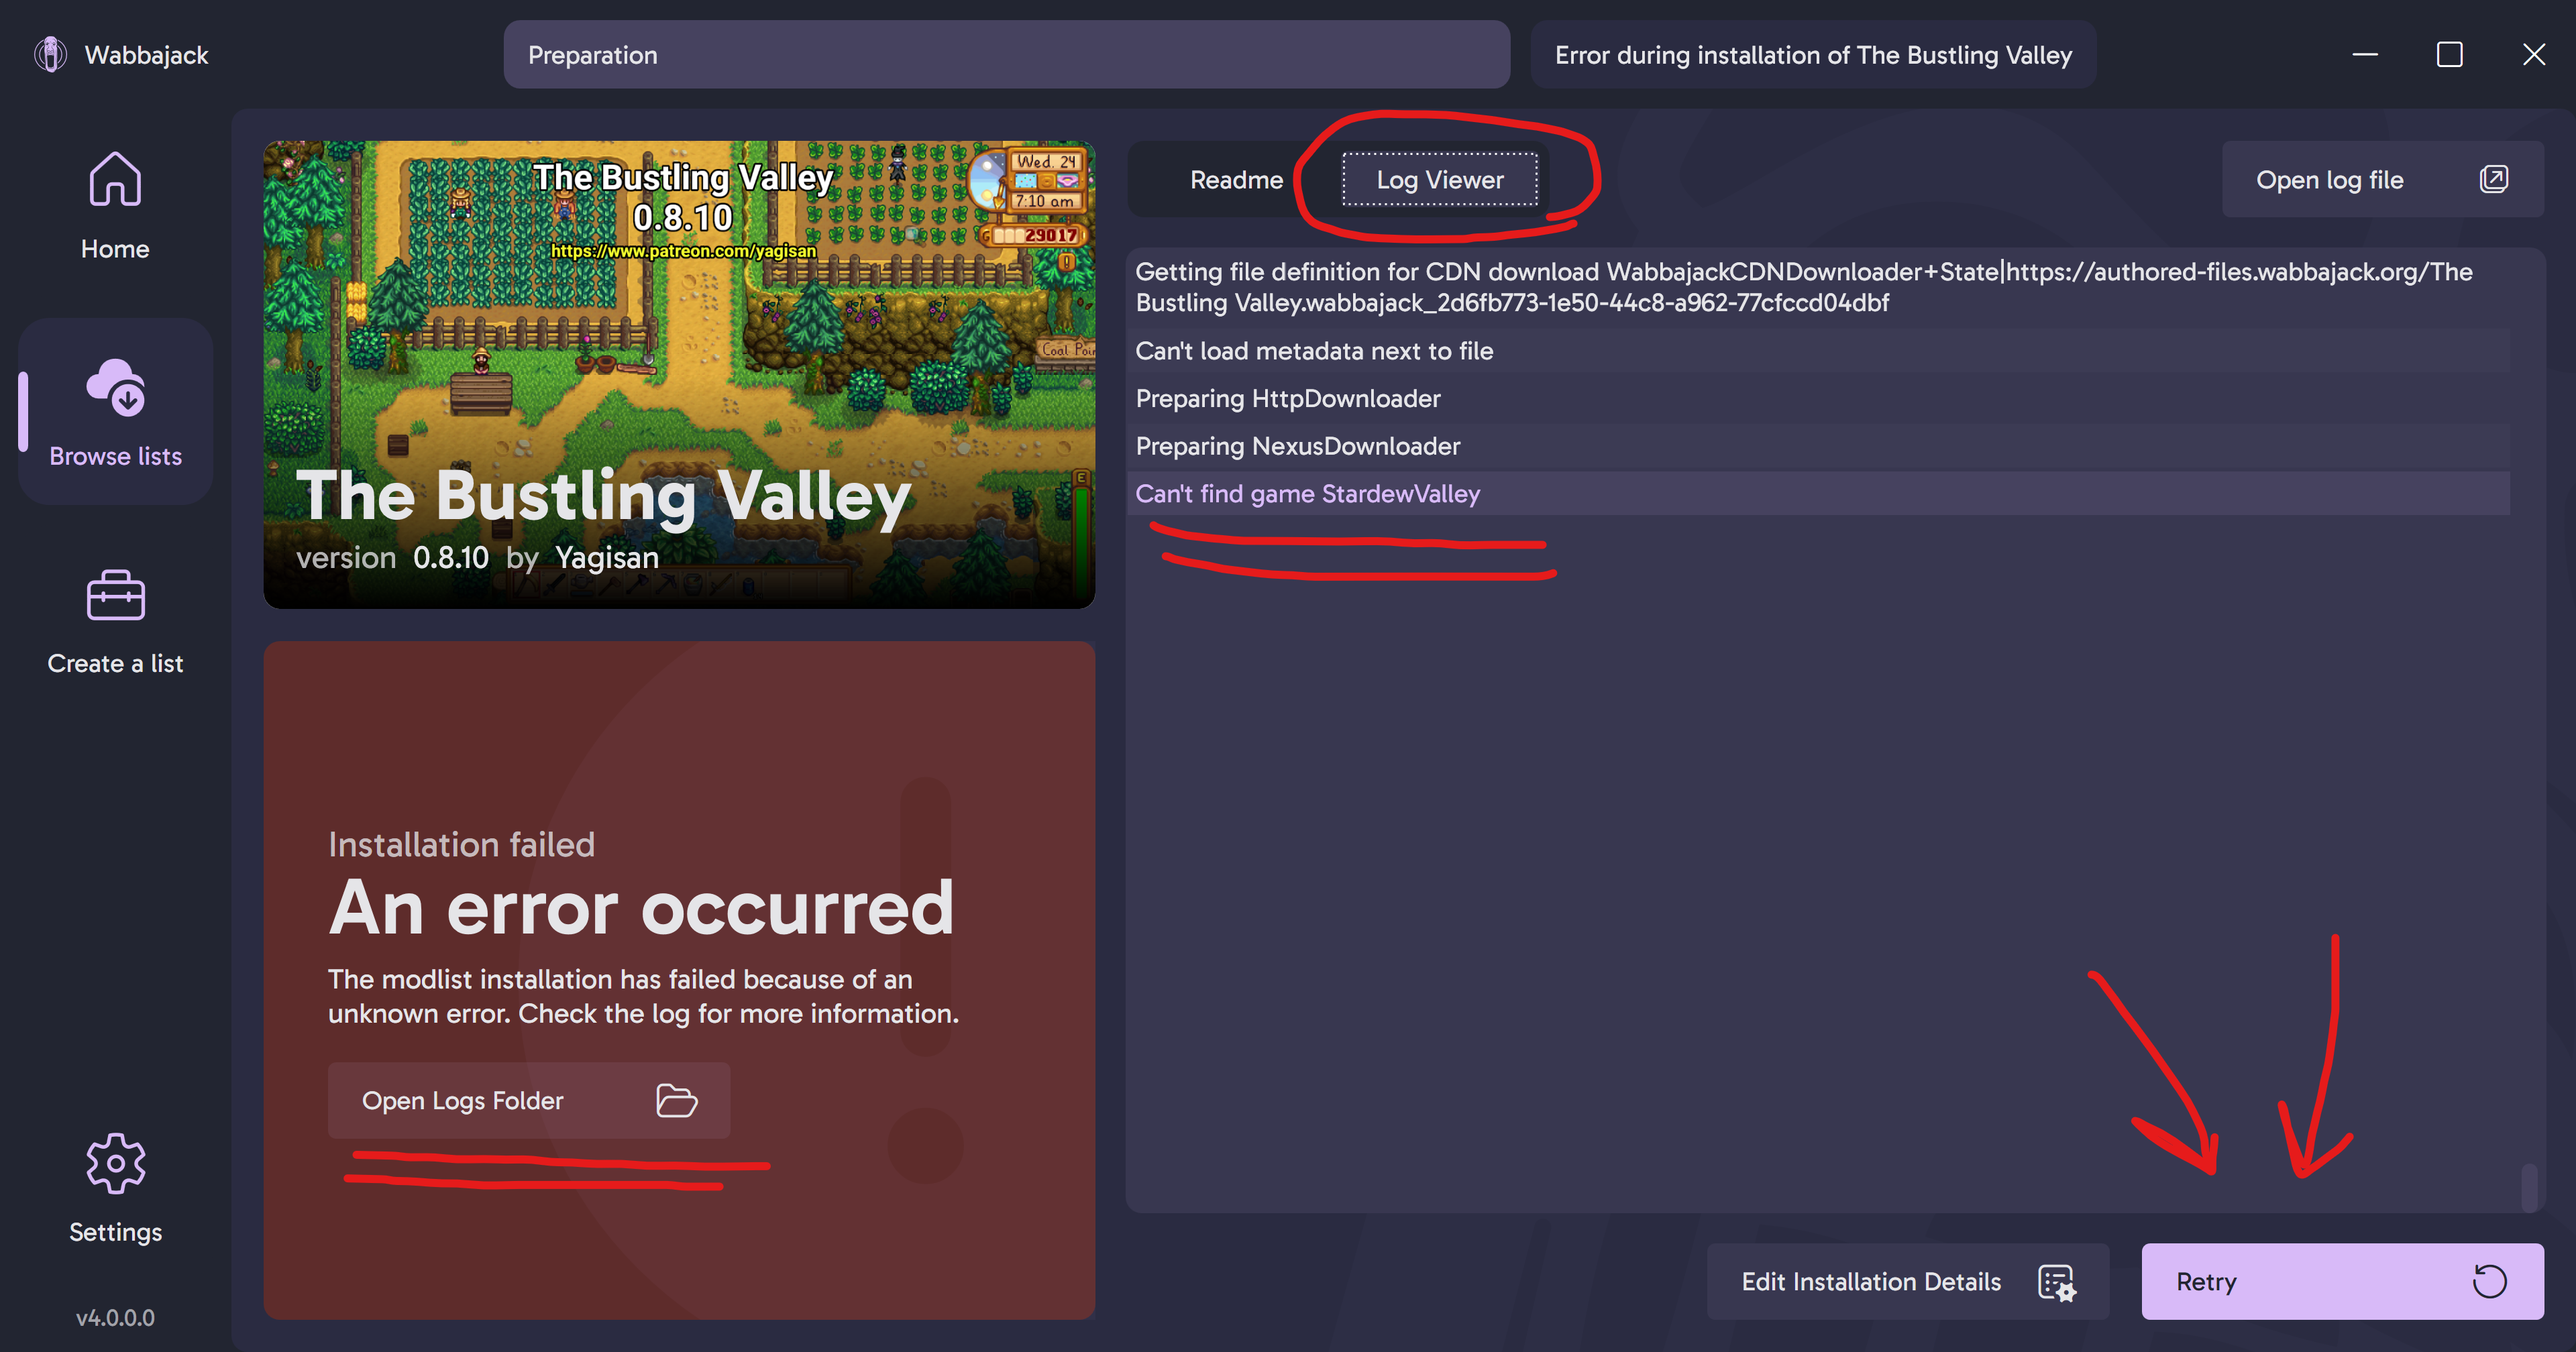 Wabbajack
Preparation
Error during installation of The Bustling Valley
Home
Browse lists
Create a list
Settings
v4.0.0.0
The Bustling Valley
0.8.10
https://www.patreon.com/yagisan
Wed. 24
7:10 am
29017
The Bustling Valley
version 0.8.10 by Yagisan
Installation failed
An error occurred
The modlist installation has failed because of an
unknown error. Check the log for more information.
Open Logs Folder
Readme
Log Viewer
Open log file
Getting file definition for CDN download WabbajackCDNDownloader+State|https://authored-files.wabbajack.org/The
Bustling Valley.wabbajack_2d6fb773-1e50-44c8-a962-77cfccd04dbf
Can't load metadata next to file
Preparing HttpDownloader
Preparing NexusDownloader
Can't find game StardewValley
Edit Installation Details
Retry